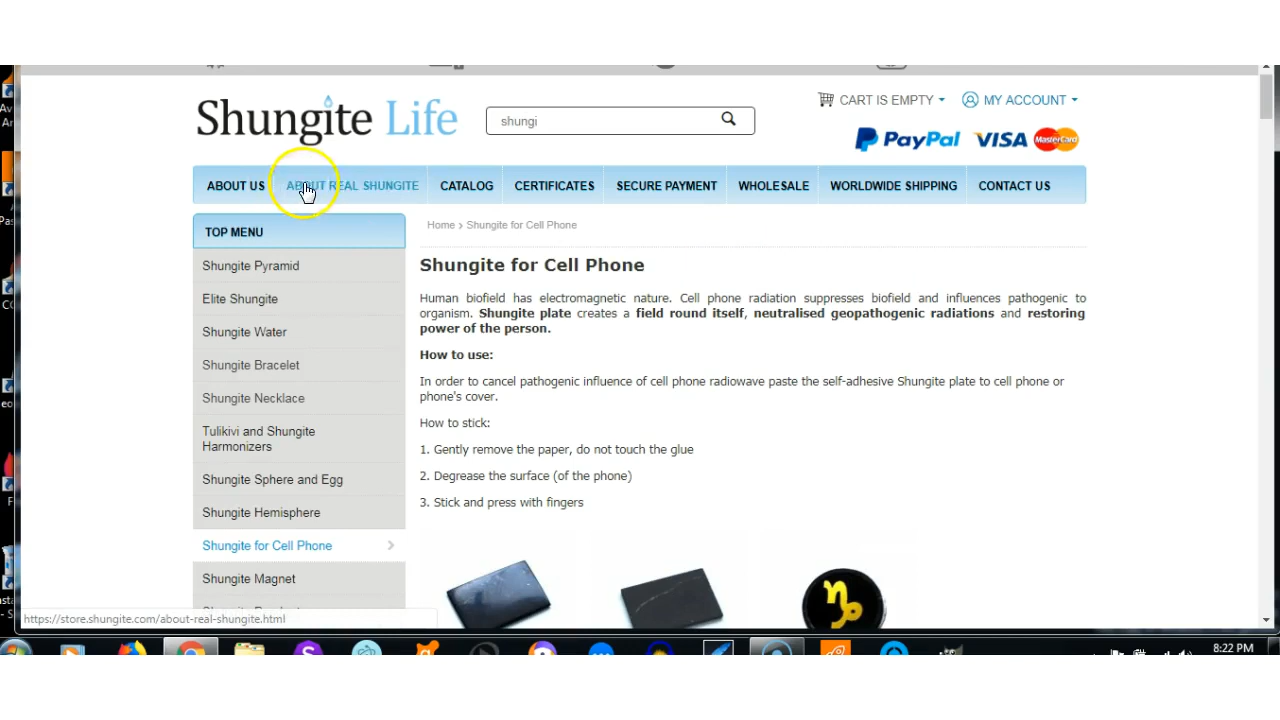 Shungite Life
shungi
CART IS EMPTY
MY ACCOUNT
PayPal VISA MasterCard
ABOUT US
ABOUT REAL SHUNGITE
CATALOG
CERTIFICATES
SECURE PAYMENT
WHOLESALE
WORLDWIDE SHIPPING
CONTACT US
TOP MENU
Shungite Pyramid
Elite Shungite
Shungite Water
Shungite Bracelet
Shungite Necklace
Tulikivi and Shungite
Harmonizers
Shungite Sphere and Egg
Shungite Hemisphere
Shungite for Cell Phone
Shungite Magnet
Home › Shungite for Cell Phone
Shungite for Cell Phone
Human biofield has electromagnetic nature. Cell phone radiation suppresses biofield and influences pathogenic to
organism. Shungite plate creates a field round itself, neutralised geopathogenic radiations and restoring
power of the person.
How to use:
In order to cancel pathogenic influence of cell phone radiowave paste the self-adhesive Shungite plate to cell phone or
phone's cover.
How to stick:
1. Gently remove the paper, do not touch the glue
2. Degrease the surface (of the phone)
3. Stick and press with fingers
https://store.shungite.com/about-real-shungite.html
8:22 PM